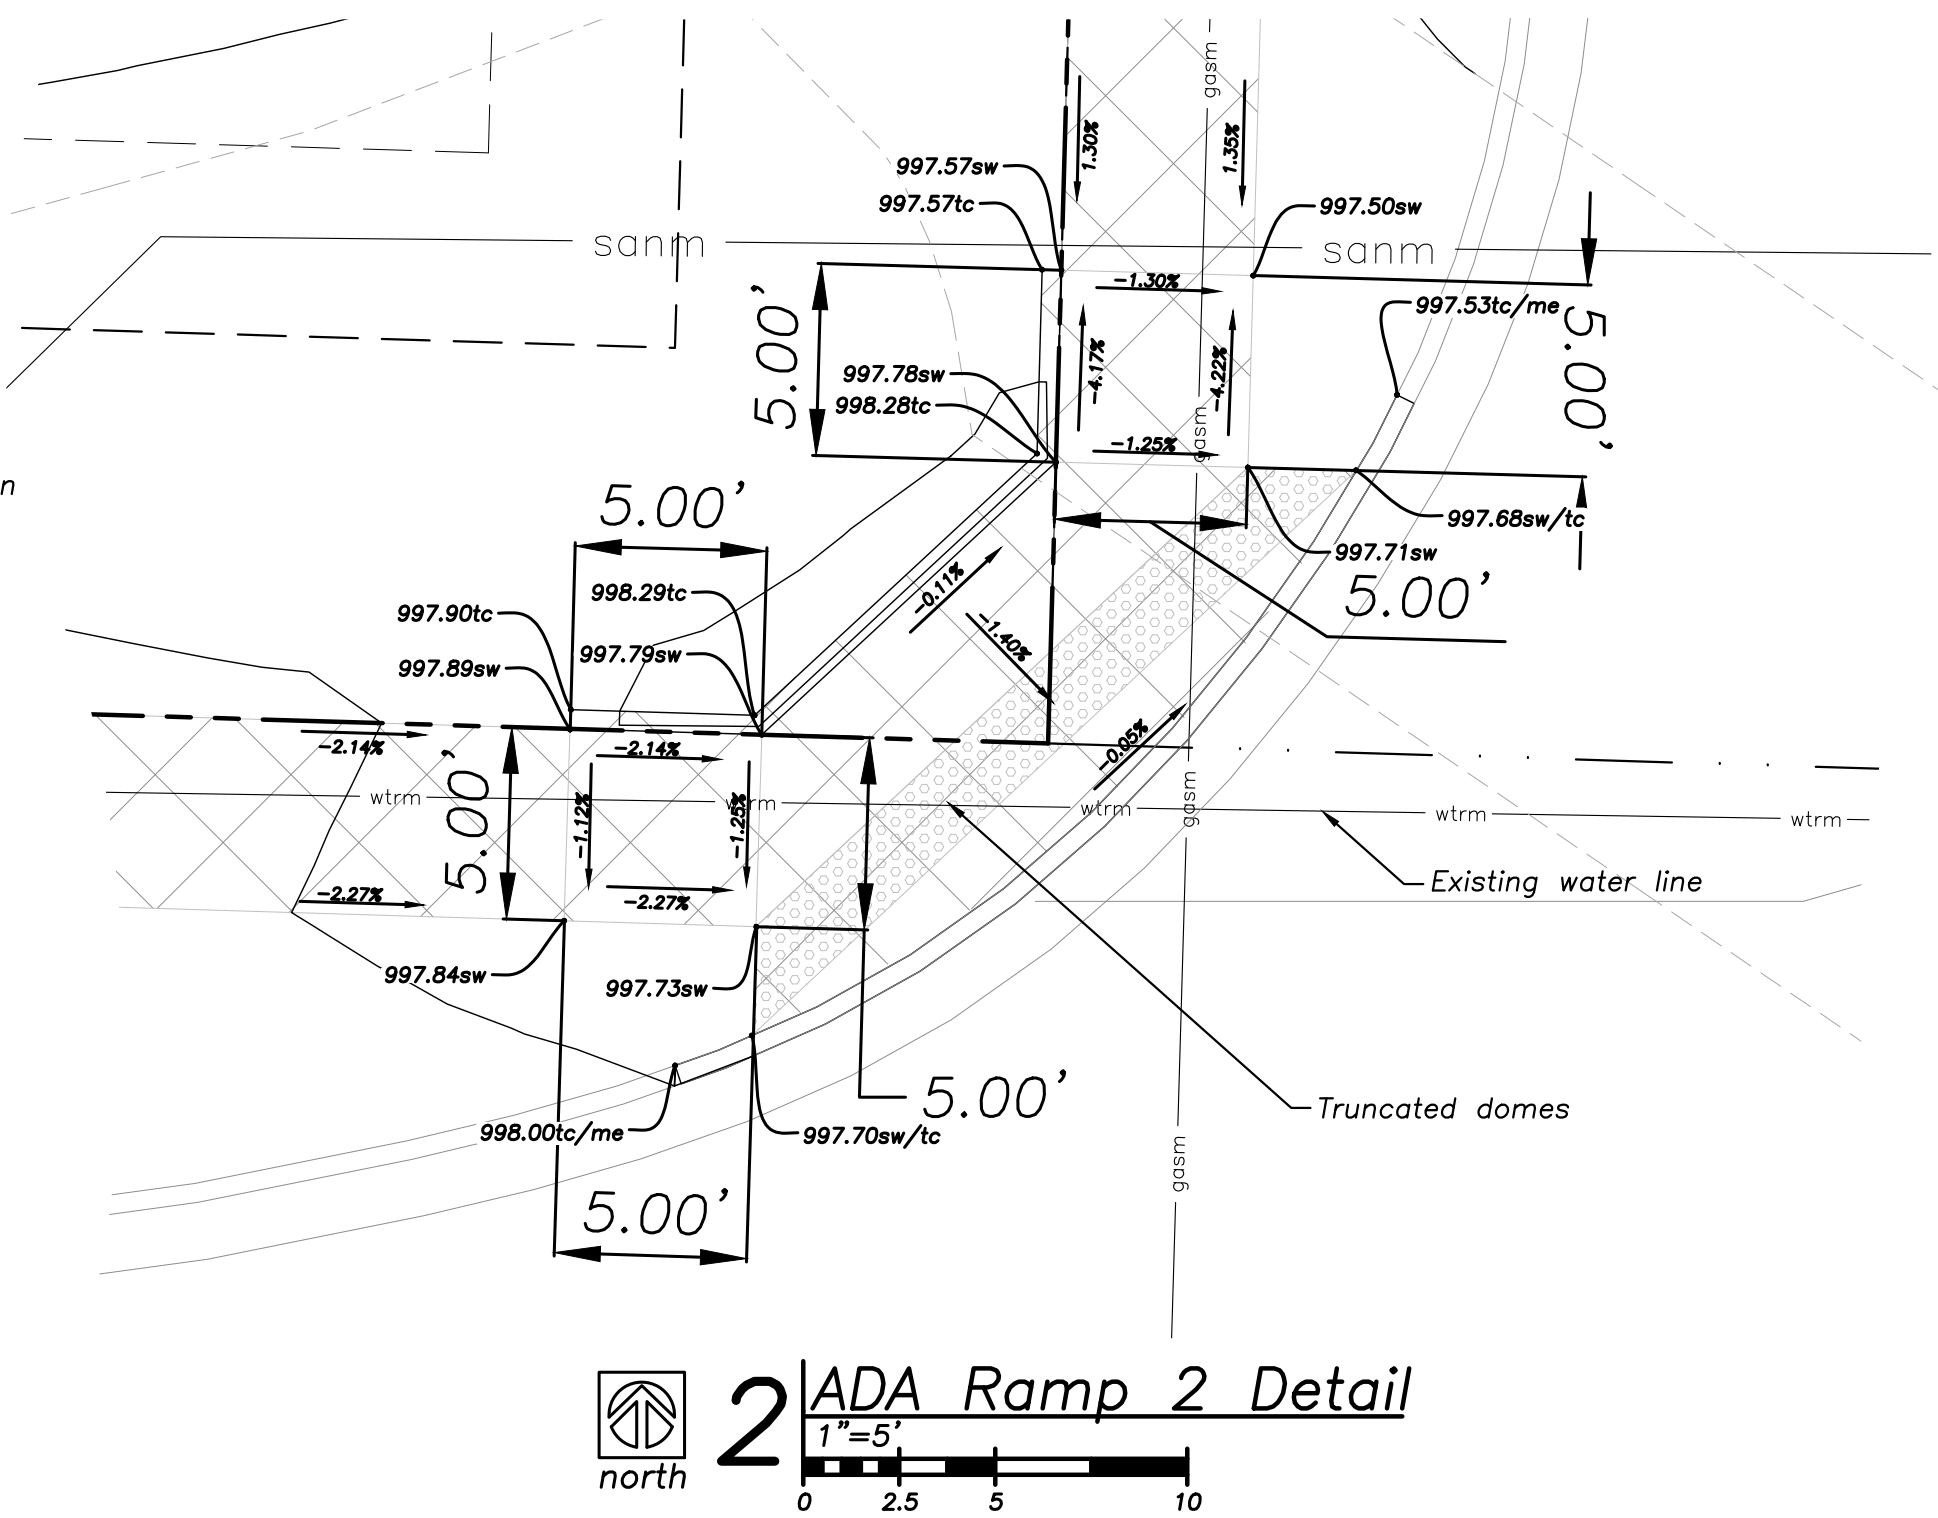 gasm
1.30%
1.35%
997.57sw
997.57tc
997.50sw
sanm
sanm
-1.30%
997.53tc/me
5.00'
5.00'
997.78sw
998.28tc
-4.17%
-4.22%
gasm
-1.25%
n
5.00'
997.68sw/tc
997.71sw
5.00'
-0.11%
997.90tc
998.29tc
-1.40%
997.89sw
997.79sw
-2.14%
-2.14%
-0.05%
5.00'
wtrm
wtrm
wtrm
wtrm
wtrm
gasm
-1.12%
-1.25%
-2.27%
-2.27%
Existing water line
997.84sw
997.73sw
5.00'
Truncated domes
998.00tc/me
997.70sw/tc
gasm
5.00'
2
ADA Ramp 2 Detail
1"=5'
north
0 2.5 5 10